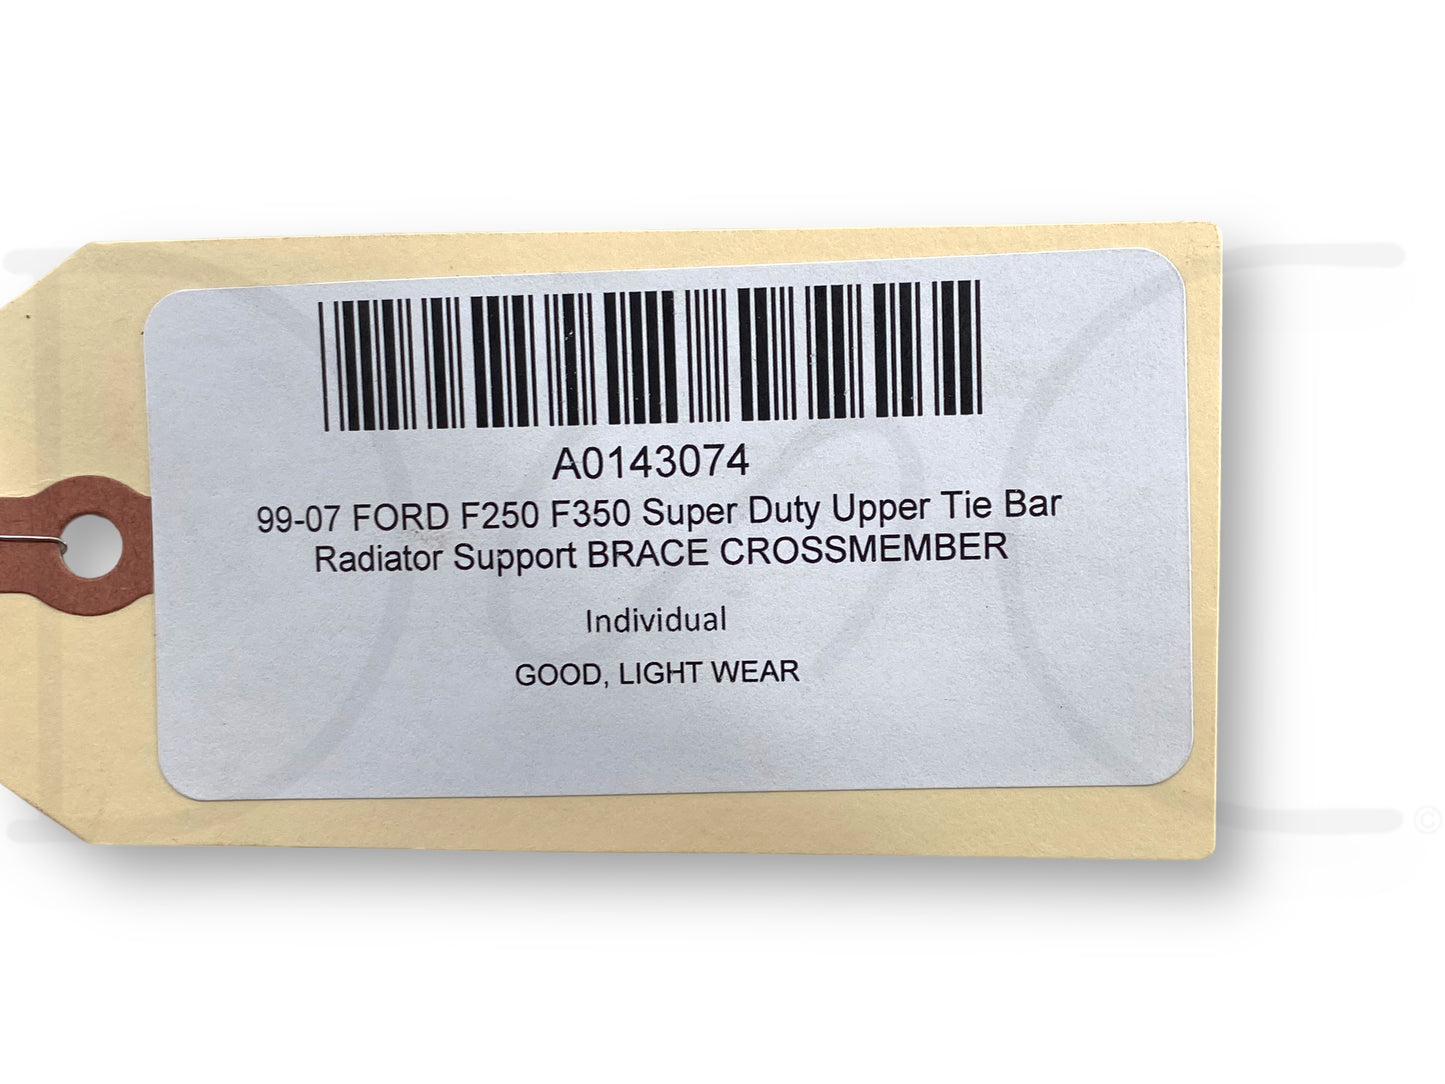 A0143074
99-07 FORD F250 F350 Super Duty Upper Tie Bar
Radiator Support BRACE CROSSMEMBER
Individual
GOOD, LIGHT WEAR
©